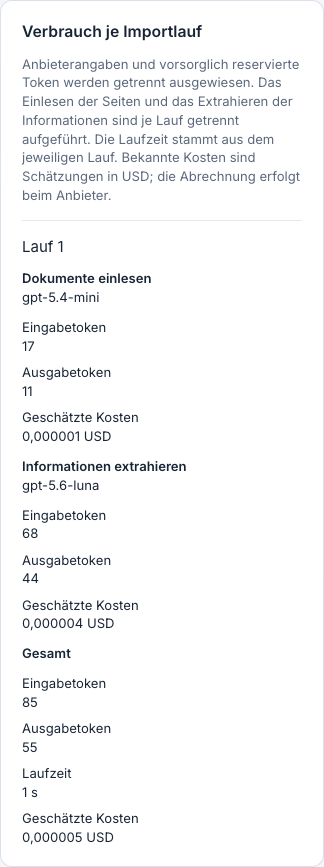 Verbrauch je Importlauf
Anbieterangaben und vorsorglich reservierte
Token werden getrennt ausgewiesen. Das
Einlesen der Seiten und das Extrahieren der
Informationen sind je Lauf getrennt
aufgeführt. Die Laufzeit stammt aus dem
jeweiligen Lauf. Bekannte Kosten sind
Schätzungen in USD; die Abrechnung erfolgt
beim Anbieter.
Lauf 1
Dokumente einlesen
gpt-5.4-mini
Eingabetoken
17
Ausgabetoken
11
Geschätzte Kosten
0,000001 USD
Informationen extrahieren
gpt-5.6-luna
Eingabetoken
68
Ausgabetoken
44
Geschätzte Kosten
0,000004 USD
Gesamt
Eingabetoken
85
Ausgabetoken
55
Laufzeit
1 s
Geschätzte Kosten
0,000005 USD